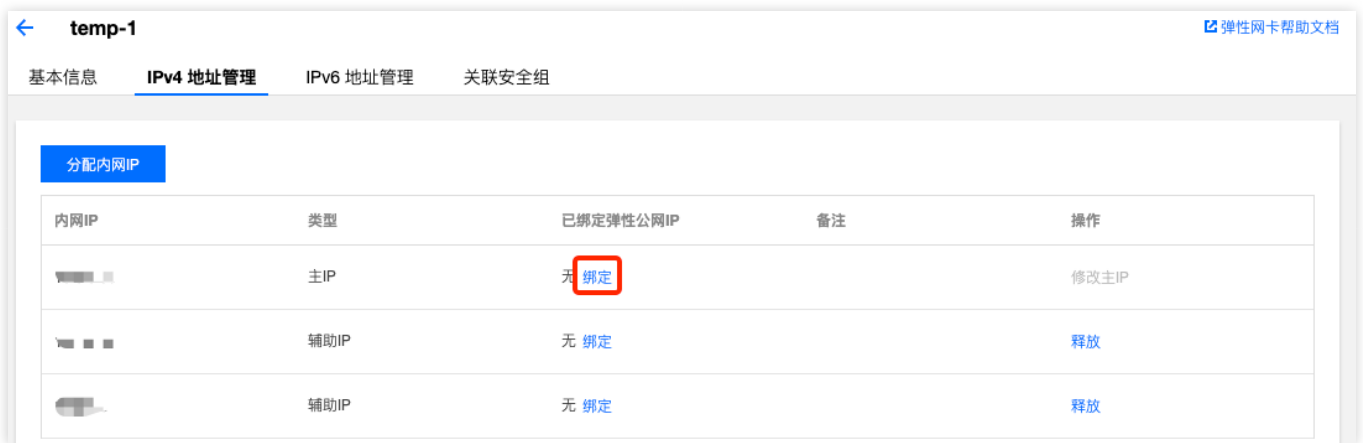 temp-1 弹性网卡帮助文档
基本信息 IPv4 地址管理 IPv6 地址管理 关联安全组
分配内网IP
内网IP 类型 已绑定弹性公网IP 备注 操作
主IP 无 绑定 修改主IP
辅助IP 无 绑定 释放
辅助IP 无 绑定 释放